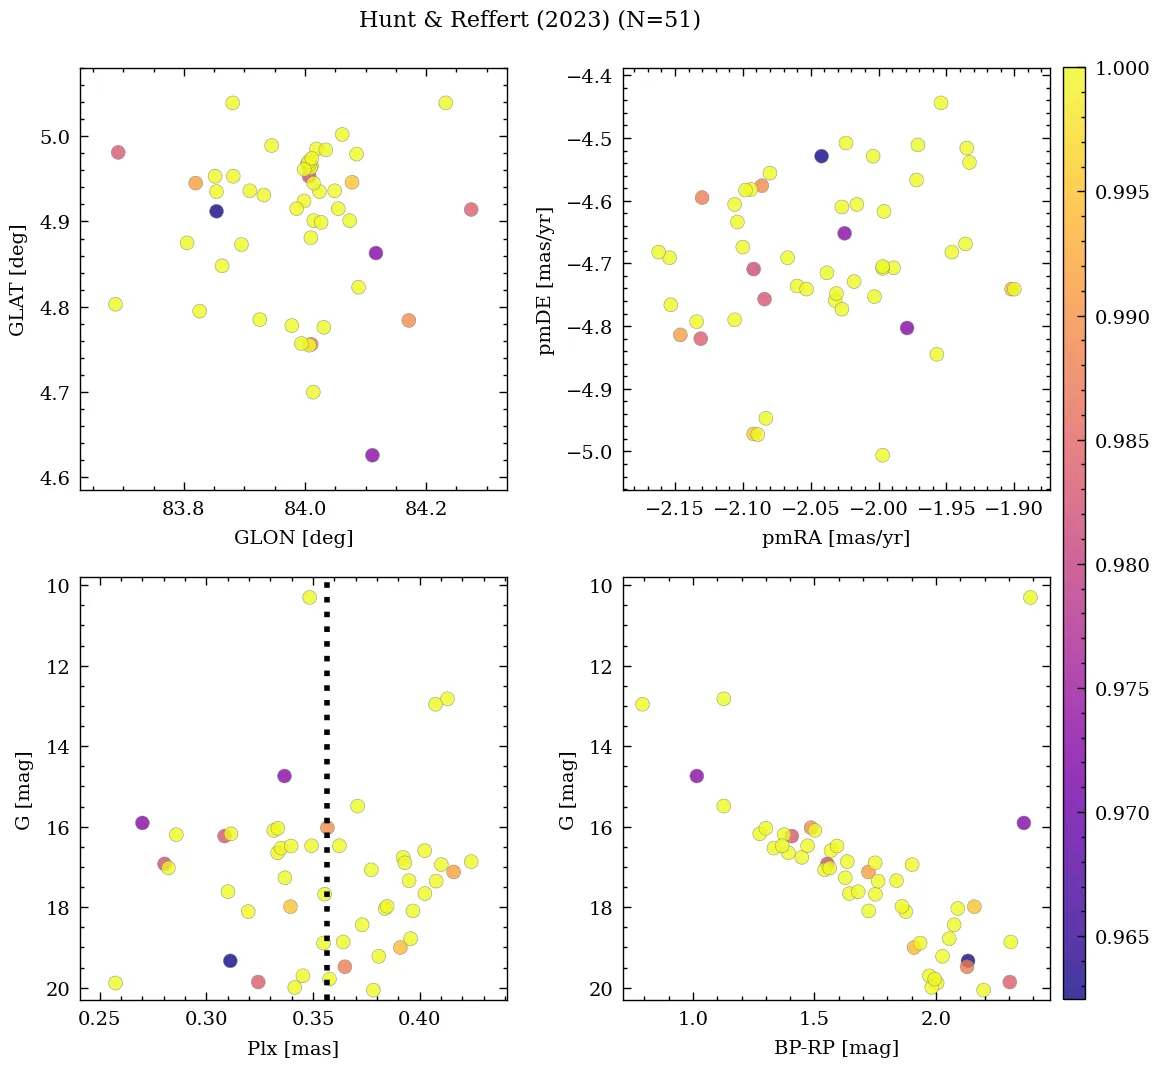 Hunt & Reffert (2023) (N=51)
5.0
4.9
4.8
4.7
4.6
GLAT [deg]
83.8 84.0 84.2
GLON [deg]
−4.4
−4.5
−4.6
−4.7
−4.8
−4.9
−5.0
pmDE [mas/yr]
−2.15 −2.10 −2.05 −2.00 −1.95 −1.90
pmRA [mas/yr]
10
12
14
16
18
20
G [mag]
0.25 0.30 0.35 0.40
Plx [mas]
10
12
14
16
18
20
G [mag]
1.0 1.5 2.0
BP-RP [mag]
1.000
0.995
0.990
0.985
0.980
0.975
0.970
0.965